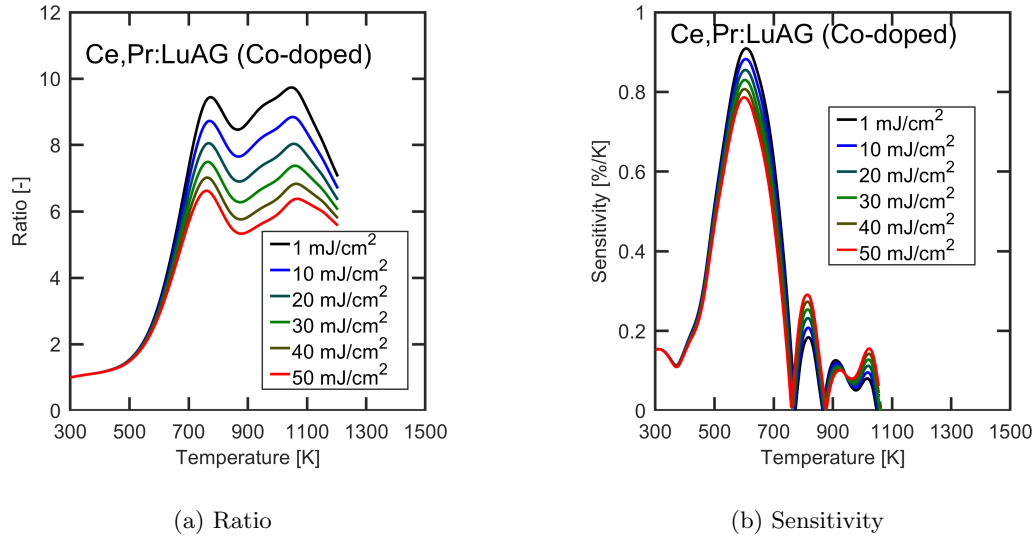 12
10
8
6
4
2
0
Ratio [-]
Ce,Pr:LuAG (Co-doped)
1 mJ/cm²
10 mJ/cm²
20 mJ/cm²
30 mJ/cm²
40 mJ/cm²
50 mJ/cm²
300 500 700 900 1100 1300 1500
Temperature [K]
(a) Ratio
1
0.8
0.6
0.4
0.2
0
Sensitivity [%/K]
Ce,Pr:LuAG (Co-doped)
1 mJ/cm²
10 mJ/cm²
20 mJ/cm²
30 mJ/cm²
40 mJ/cm²
50 mJ/cm²
300 500 700 900 1100 1300 1500
Temperature [K]
(b) Sensitivity